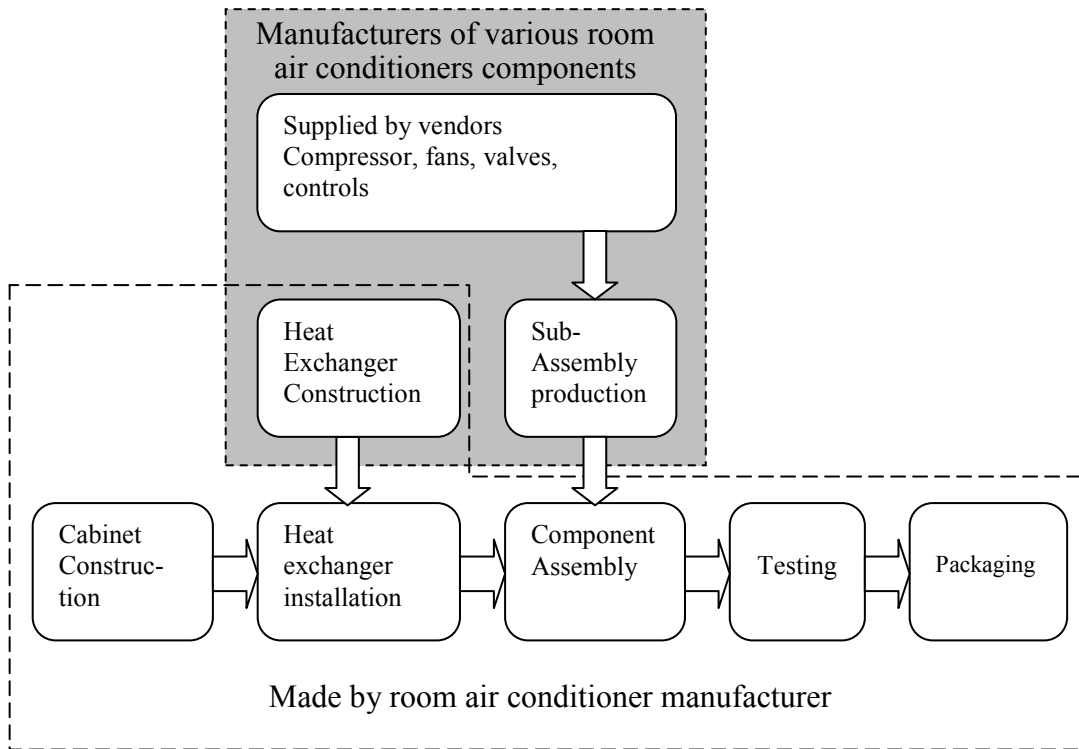 Manufacturers of various room
air conditioners components
Supplied by vendors
Compressor, fans, valves,
controls
Heat
Exchanger
Construction
Sub-
Assembly
production
Cabinet
Construc-
tion
Heat
exchanger
installation
Component
Assembly
Testing
Packaging
Made by room air conditioner manufacturer